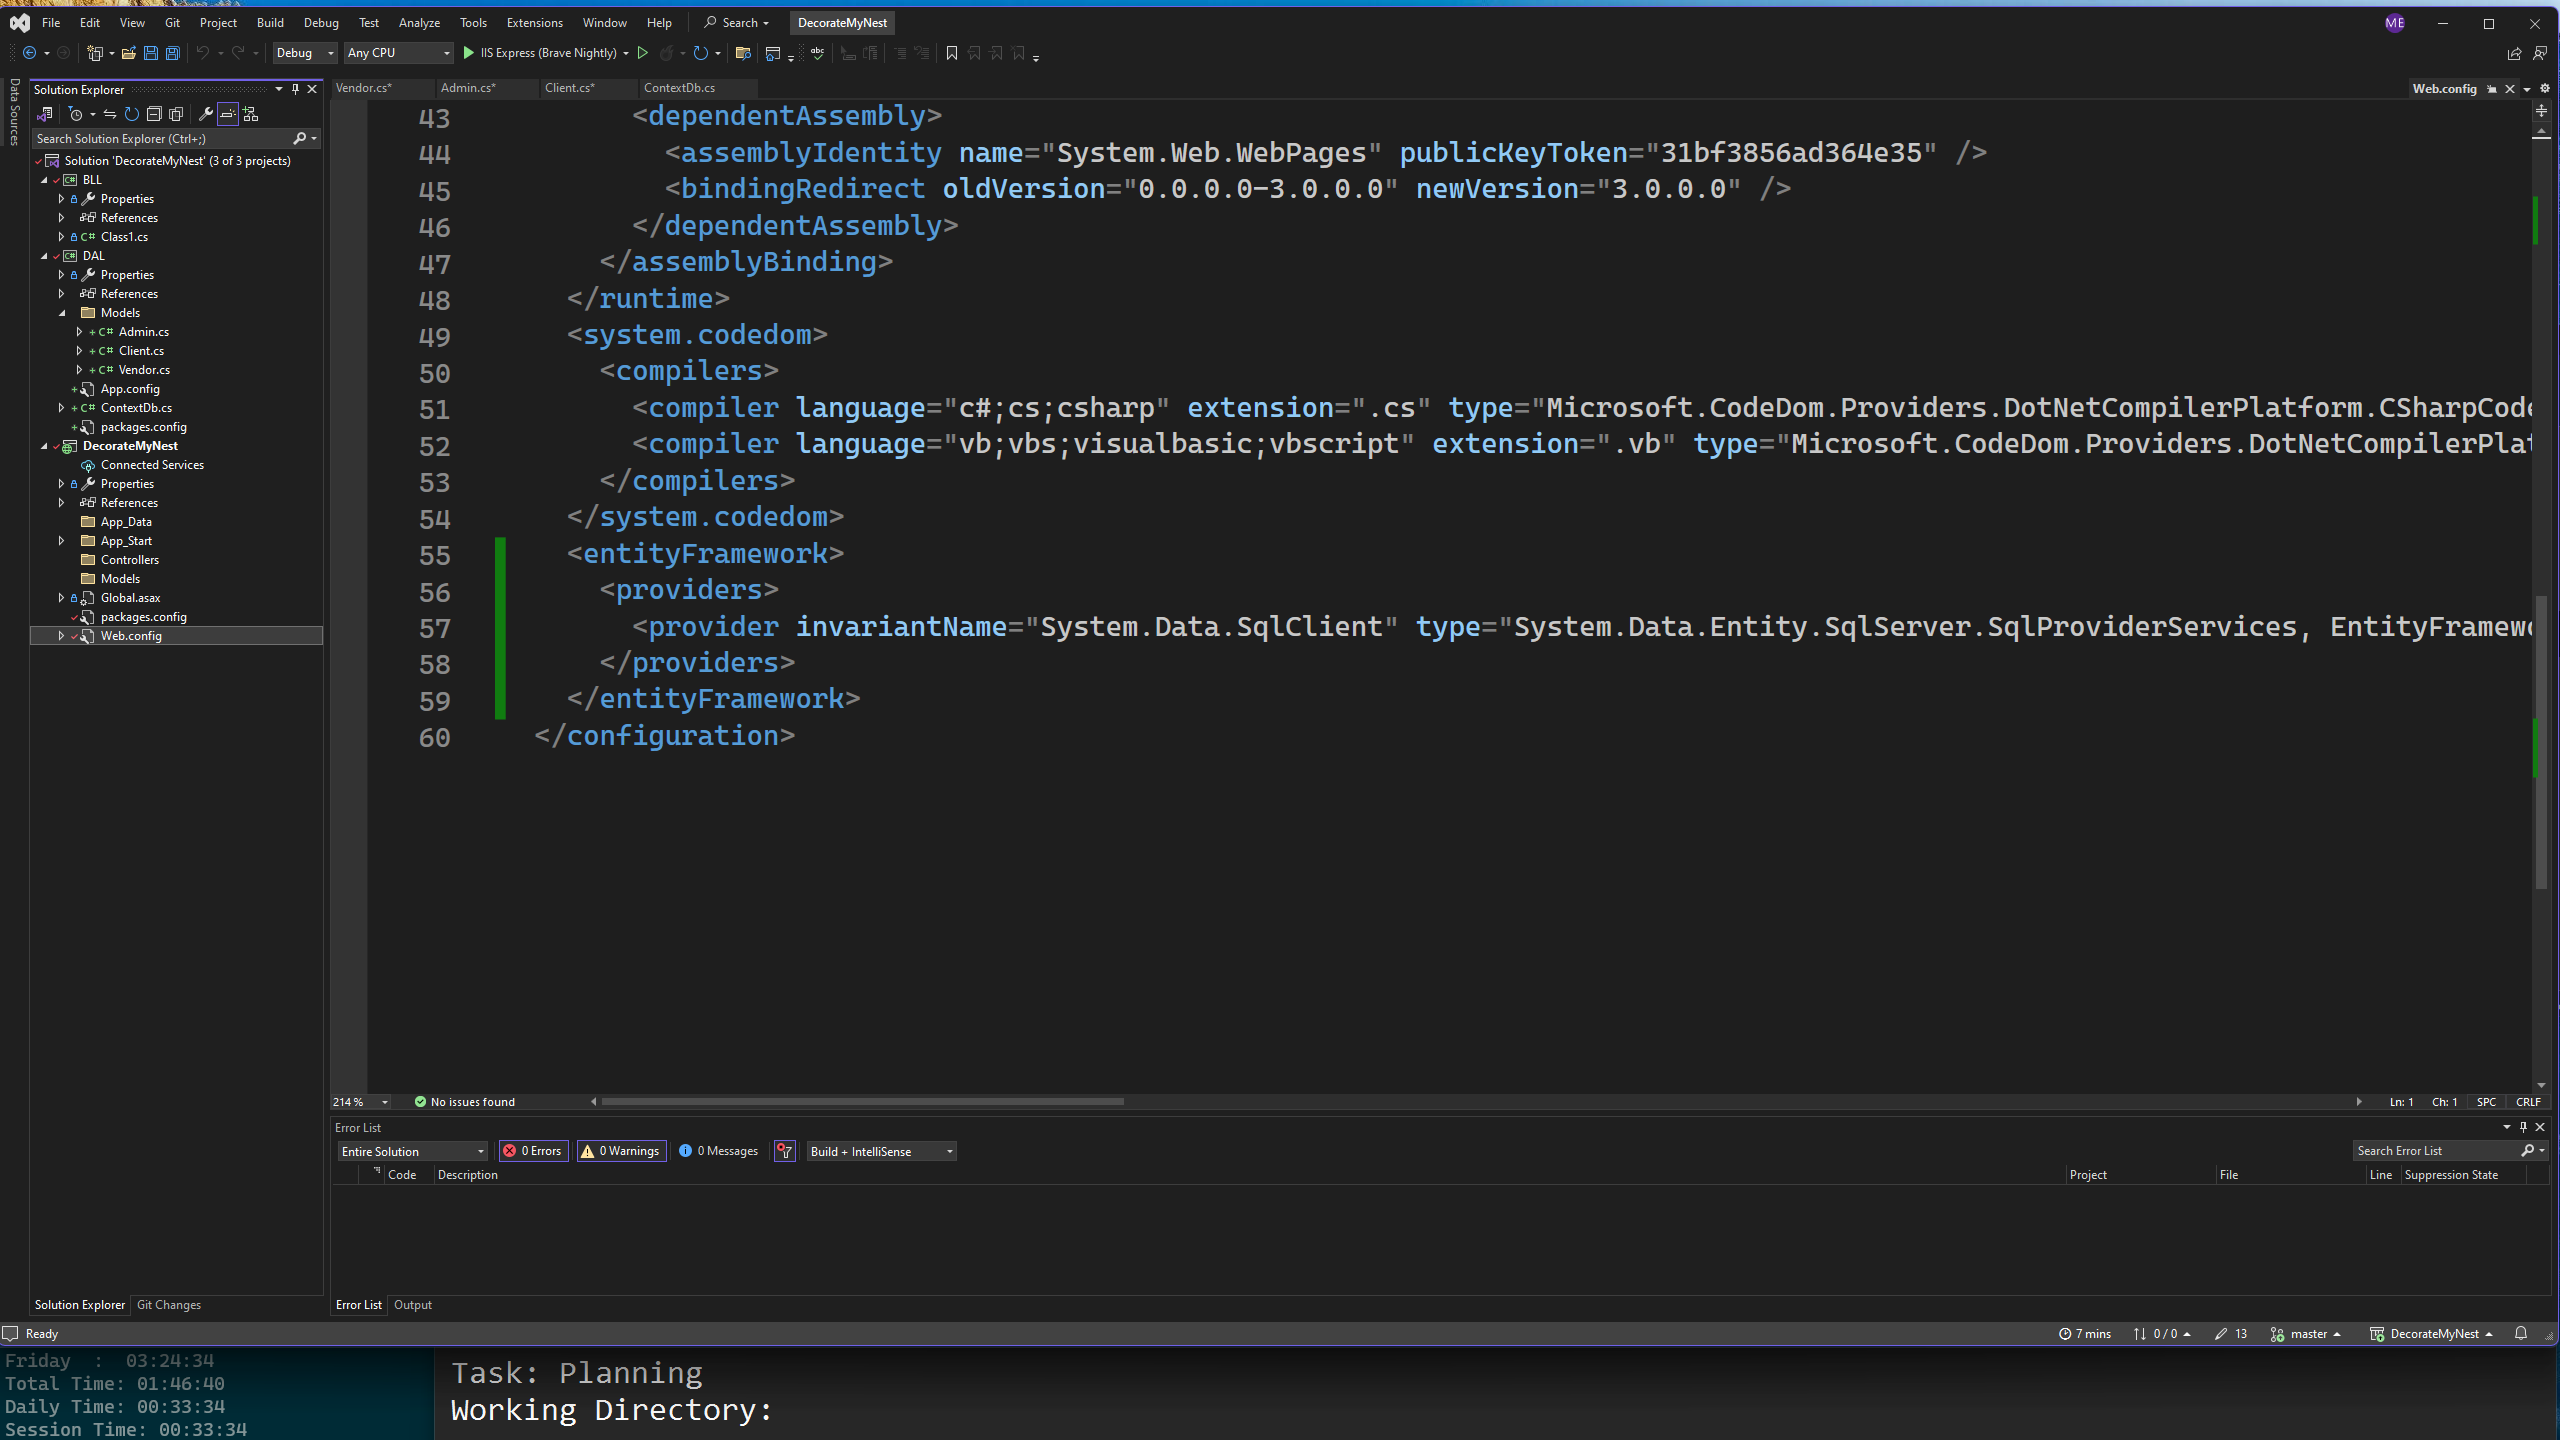 File Edit View Git Project Build Debug Test Analyze Tools Extensions Window Help Search DecorateMyNest ME
Debug Any CPU IIS Express (Brave Nightly)
Data Sources
Solution Explorer
Search Solution Explorer (Ctrl+;)
Solution 'DecorateMyNest' (3 of 3 projects)
BLL
Properties
References
C# Class1.cs
DAL
Properties
References
Models
C# Admin.cs
C# Client.cs
C# Vendor.cs
App.config
C# ContextDb.cs
packages.config
DecorateMyNest
Connected Services
Properties
References
App_Data
App_Start
Controllers
Models
Global.asax
packages.config
Web.config
Solution Explorer Git Changes
Vendor.cs* Admin.cs* Client.cs* ContextDb.cs Web.config
43 <dependentAssembly>
44 <assemblyIdentity name="System.Web.WebPages" publicKeyToken="31bf3856ad364e35" />
45 <bindingRedirect oldVersion="0.0.0.0-3.0.0.0" newVersion="3.0.0.0" />
46 </dependentAssembly>
47 </assemblyBinding>
48 </runtime>
49 <system.codedom>
50 <compilers>
51 <compiler language="c#;cs;csharp" extension=".cs" type="Microsoft.CodeDom.Providers.DotNetCompilerPlatform.CSharpCode
52 <compiler language="vb;vbs;visualbasic;vbscript" extension=".vb" type="Microsoft.CodeDom.Providers.DotNetCompilerPlat
53 </compilers>
54 </system.codedom>
55 <entityFramework>
56 <providers>
57 <provider invariantName="System.Data.SqlClient" type="System.Data.Entity.SqlServer.SqlProviderServices, EntityFramew
58 </providers>
59 </entityFramework>
60 </configuration>
214 % No issues found Ln: 1 Ch: 1 SPC CRLF
Error List
Entire Solution 0 Errors 0 Warnings 0 Messages Build + IntelliSense Search Error List
Code Description Project File Line Suppression State
Error List Output
Ready 7 mins 0 / 0 13 master DecorateMyNest
Friday : 03:24:34
Total Time: 01:46:40
Daily Time: 00:33:34
Session Time: 00:33:34
Task: Planning
Working Directory: